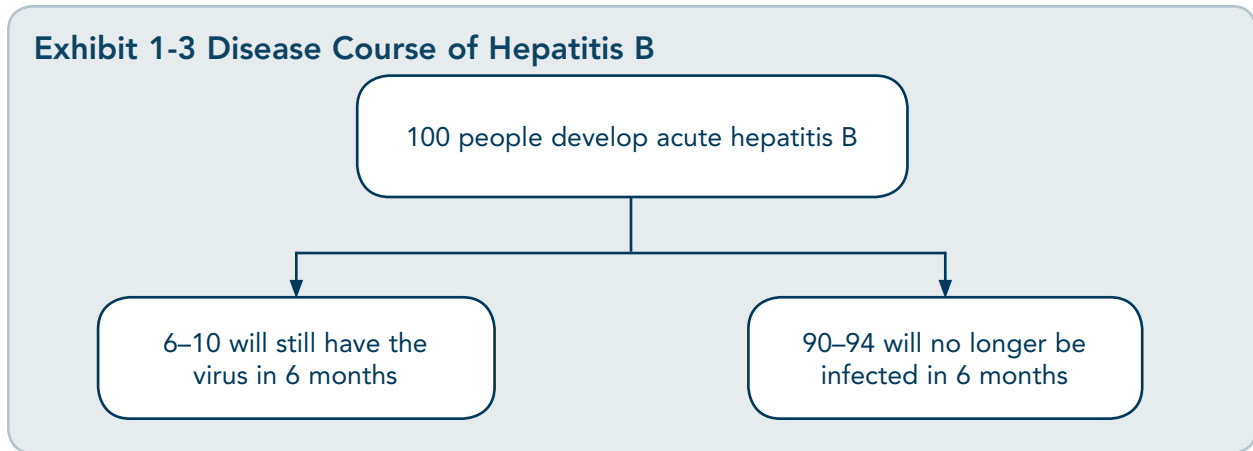 Exhibit 1-3 Disease Course of Hepatitis B
100 people develop acute hepatitis B
6–10 will still have the
virus in 6 months
90–94 will no longer be
infected in 6 months